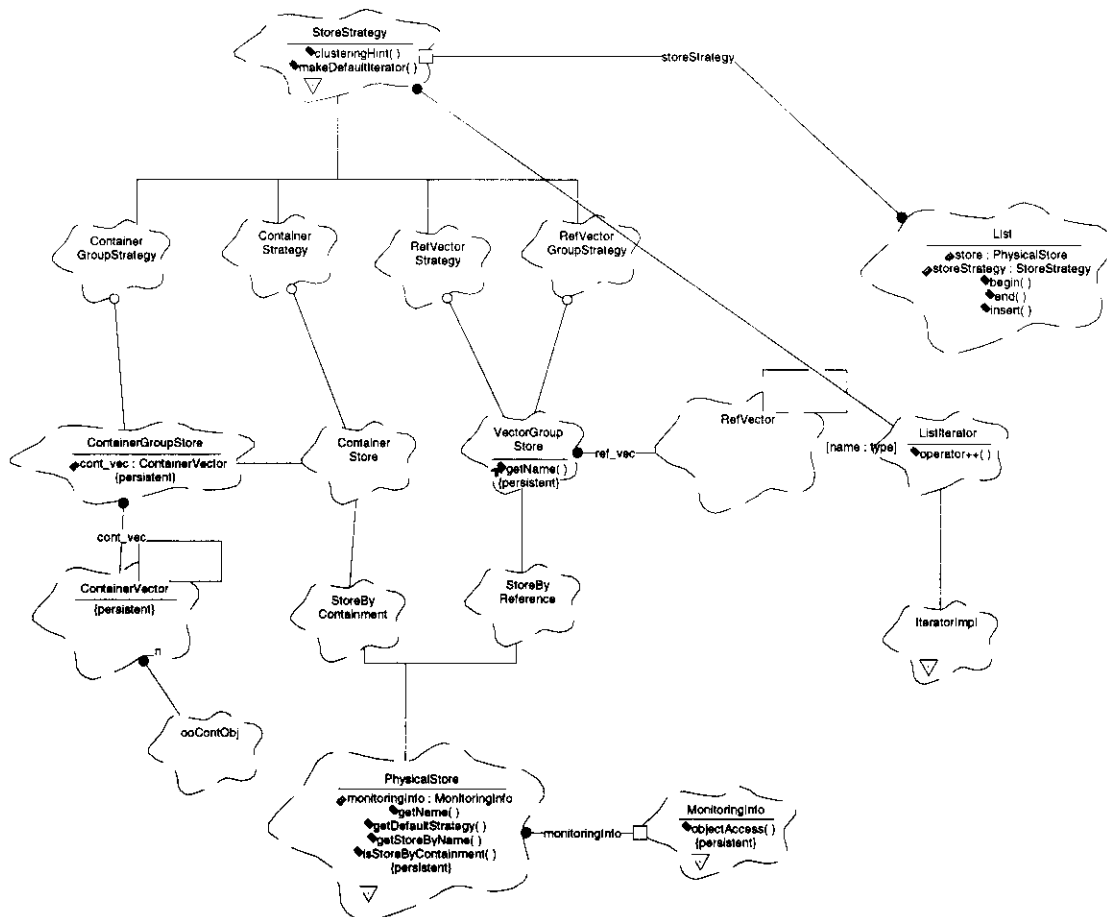 StoreStrategy
clusteringHint( )
makeDefaultIterator( )
storeStrategy
Container
GroupStrategy
Container
Strategy
RefVector
Strategy
RefVector
GroupStrategy
List
store : PhysicalStore
storeStrategy : StoreStrategy
begin( )
end( )
insert( )
ContainerGroupStore
cont_vec : ContainerVector
{persistent}
Container
Store
VectorGroup
Store
getName( )
{persistent}
ref_vec
RefVector
[name : type]
ListIterator
operator++( )
cont_vec
ContainerVector
{persistent}
n
StoreBy
Containment
StoreBy
Reference
IteratorImpl
ooContObj
PhysicalStore
monitoringInfo : MonitoringInfo
getName( )
getDefaultStrategy( )
getStoreByName( )
isStoreByContainment( )
{persistent}
monitoringInfo
MonitoringInfo
objectAccess( )
{persistent}